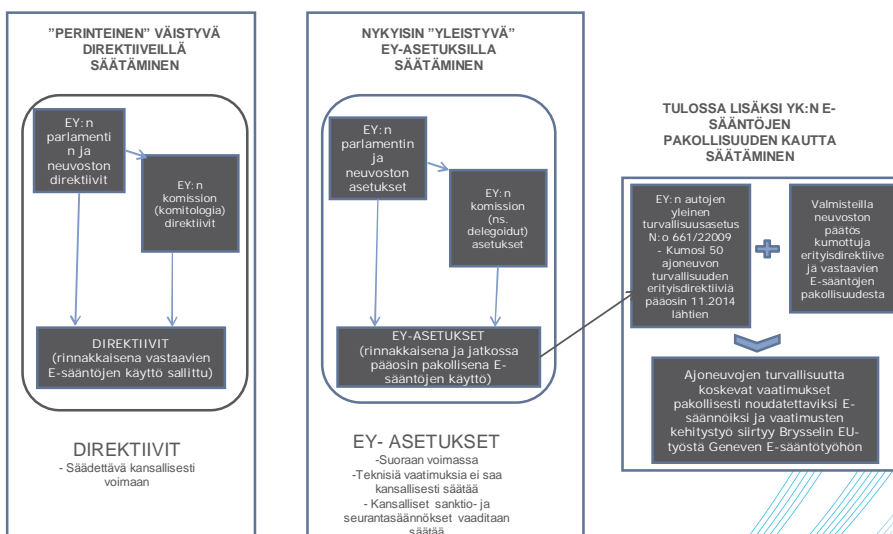 "PERINTEINEN" VÄISTYVÄ
DIREKTIIVEILLÄ
SÄÄTÄMINEN
EY:n
parlamenti
n ja
neuvoston
direktiivit
EY:n
komission
(komitologia)
direktiivit
DIREKTIIVIT
(rinnakkaisena vastaavien
E-sääntöjen käyttö sallittu)
DIREKTIIVIT
- Säädettävä kansallisesti
voimaan
NYKYISIN "YLEISTYVÄ"
EY-ASETUKSILLA
SÄÄTÄMINEN
EY:n
parlamentin
ja
neuvoston
asetukset
EY:n
komission
(ns.
delegoidut)
asetukset
EY-ASETUKSET
(rinnakkaisena ja jatkossa
pääosin pakollisena E-
sääntöjen käyttö)
EY- ASETUKSET
-Suoraan voimassa
-Teknisiä vaatimuksia ei saa
kansallisesti säätää
- Kansalliset sanktio- ja
seurantasäännökset vaaditaan
säätää
TULOSSA LISÄKSI YK:N E-
SÄÄNTÖJEN
PAKOLLISUUDEN KAUTTA
SÄÄTÄMINEN
EY:n autojen
yleinen
turvallisuusasetus
N:o 661/22009
- Kumosi 50
ajoneuvon
turvallisuuden
erityisdirektiiviä
pääosin 11.2014
lähtien
Valmisteilla
neuvoston
päätös
kumottuja
erityisdirektiive
jä vastaavien
E-sääntöjen
pakollisuudesta
Ajoneuvojen turvallisuutta
koskevat vaatimukset
pakollisesti noudatettaviksi E-
säännöiksi ja vaatimusten
kehitystyö siirtyy Brysselin EU-
työstä Geneven E-sääntötyöhön